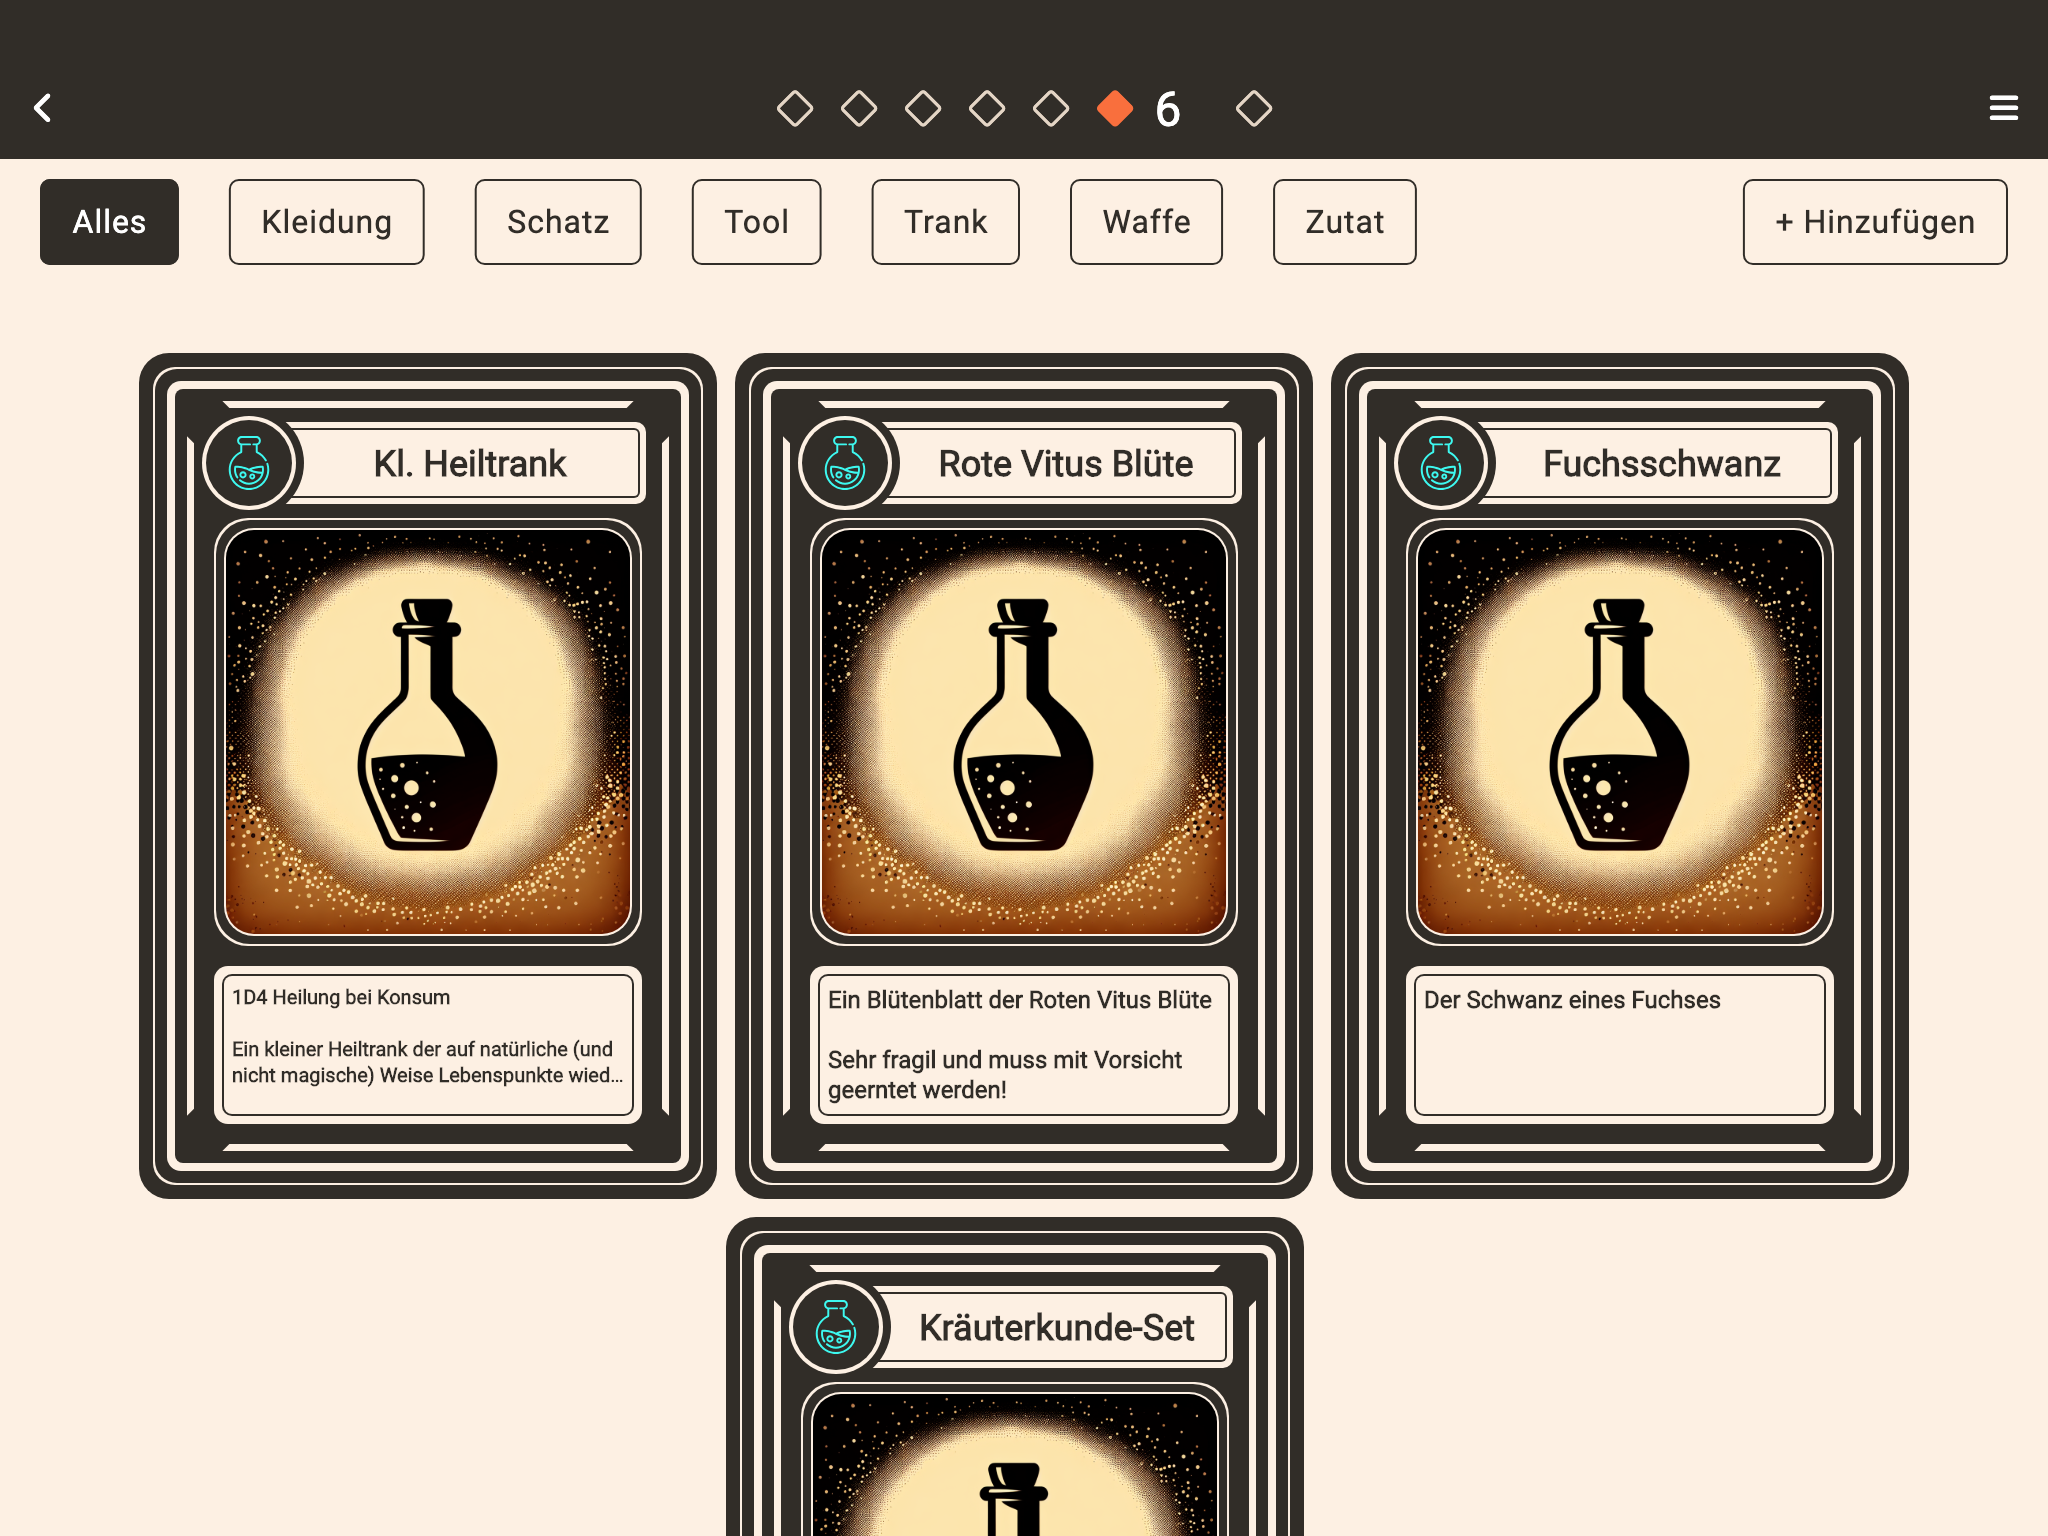 6
Alles
Kleidung
Schatz
Tool
Trank
Waffe
Zutat
+ Hinzufügen
Kl. Heiltrank
1D4 Heilung bei Konsum
Ein kleiner Heiltrank der auf natürliche (und
nicht magische) Weise Lebenspunkte wied...
Rote Vitus Blüte
Ein Blütenblatt der Roten Vitus Blüte
Sehr fragil und muss mit Vorsicht
geerntet werden!
Fuchsschwanz
Der Schwanz eines Fuchses
Kräuterkunde-Set